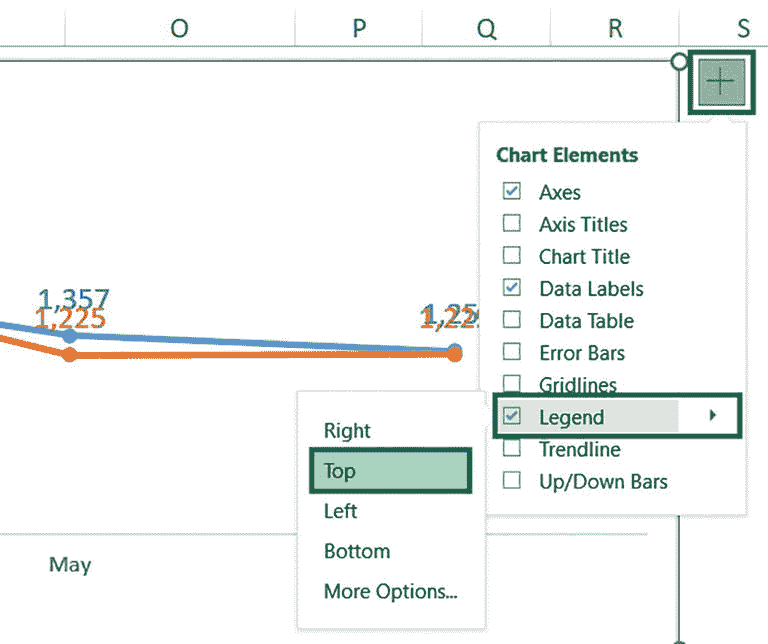 O P Q R S
Chart Elements
Axes
Axis Titles
Chart Title
Data Labels
Data Table
Error Bars
Gridlines
Legend
Trendline
Up/Down Bars
1,357
1,225
Right
Top
Left
Bottom
More Options...
May